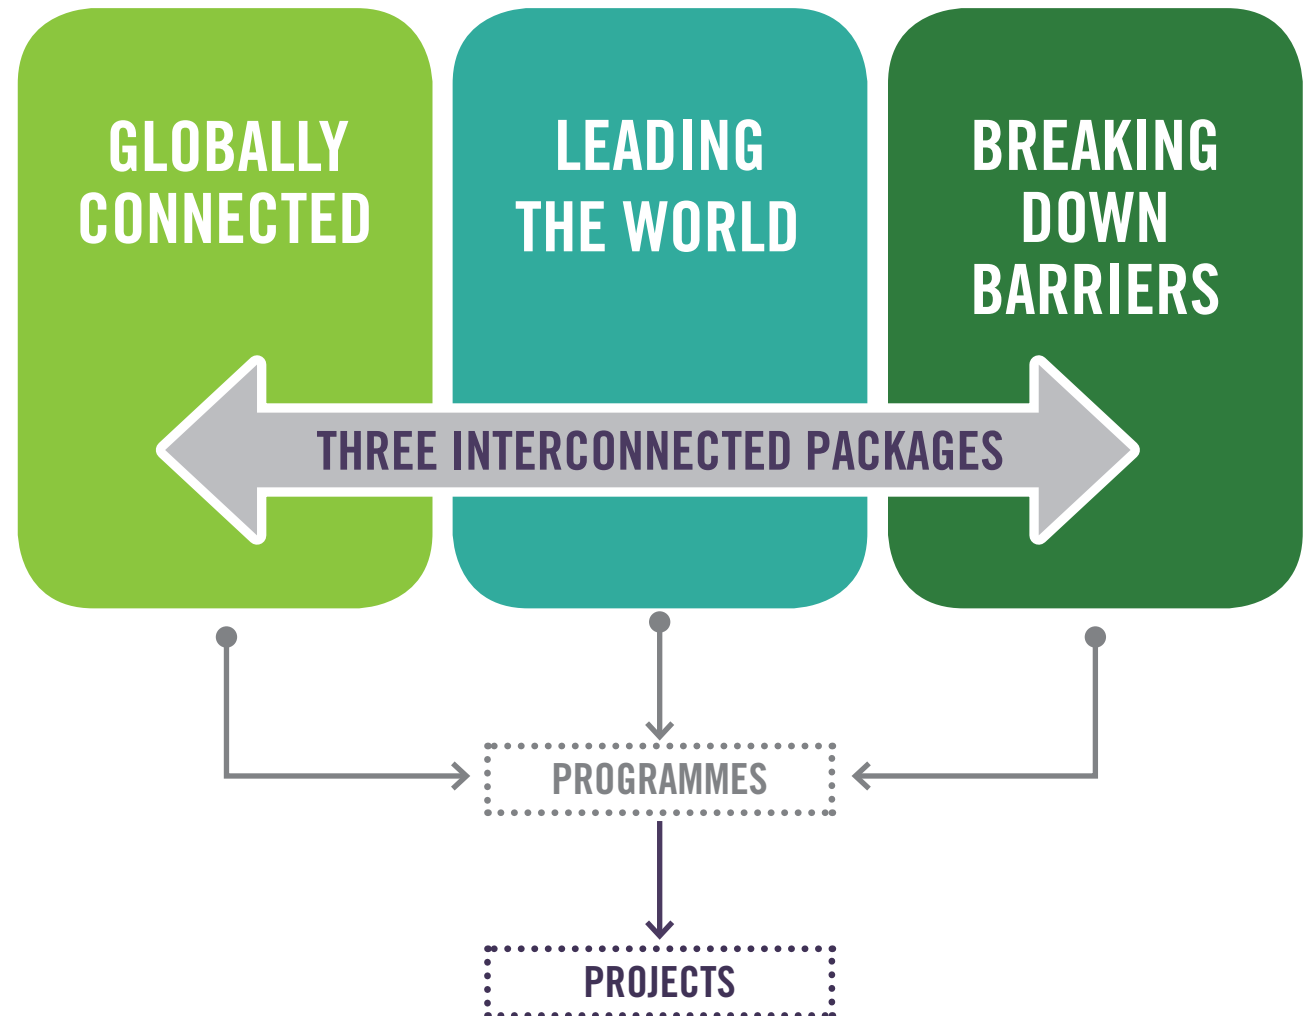 GLOBALLY
CONNECTED
LEADING
THE WORLD
BREAKING
DOWN
BARRIERS
THREE INTERCONNECTED PACKAGES
PROGRAMMES
PROJECTS